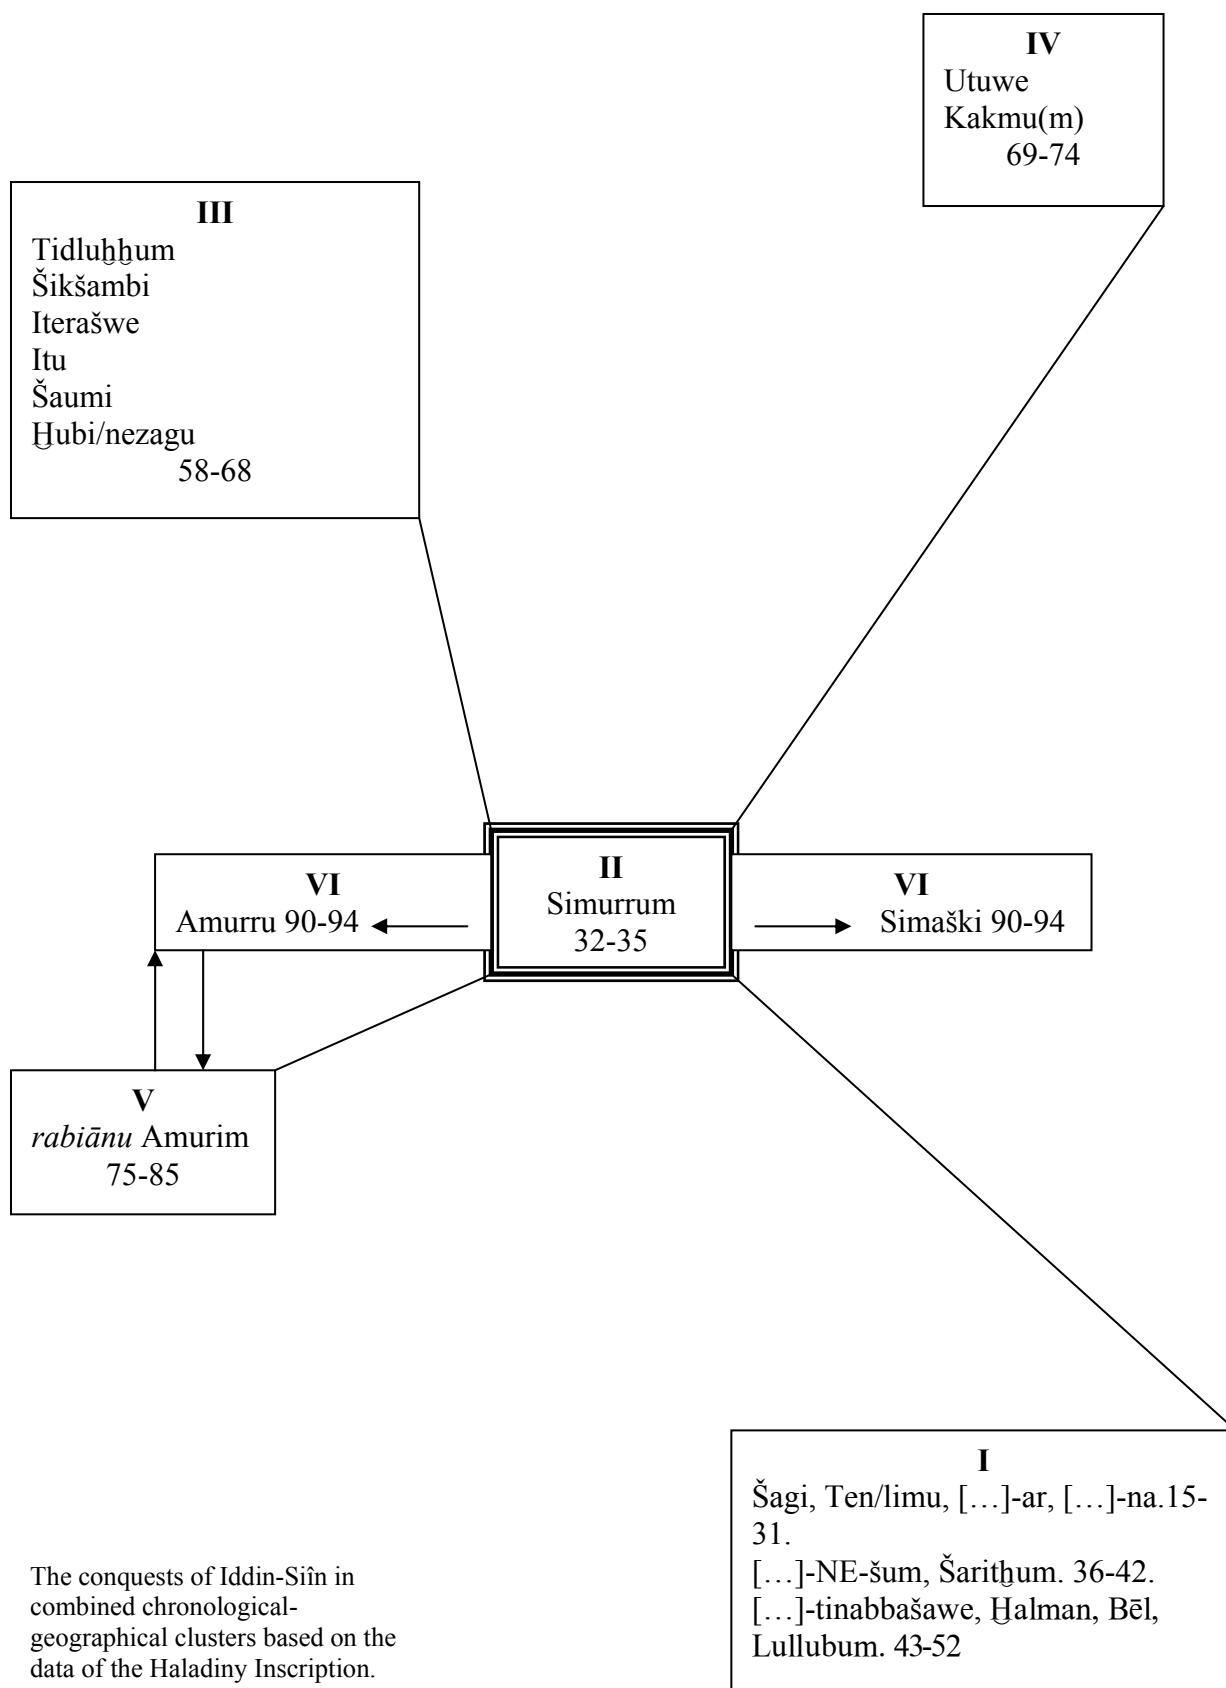 IV
Utuwe
Kakmu(m)
69-74
III
Tidluḫḫum
Šikšambi
Iterašwe
Itu
Šaumi
Ḫubi/nezagu
58-68
VI
Amurru 90-94
II
Simurrum
32-35
VI
Simaški 90-94
V
rabiānu Amurim
75-85
I
Šagi, Ten/limu, […]-ar, […]-na.15-
31.
[…]-NE-šum, Šaritḫum. 36-42.
[…]-tinabbašawe, Ḫalman, Bēl,
Lullubum. 43-52
The conquests of Iddin-Siîn in
combined chronological-
geographical clusters based on the
data of the Haladiny Inscription.